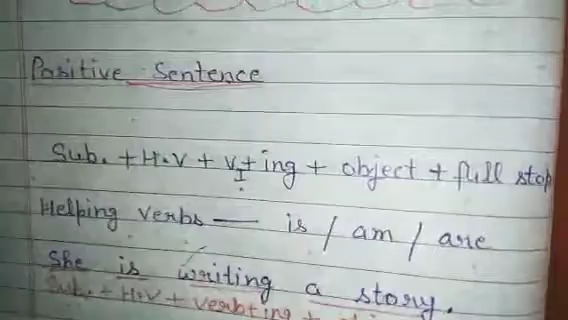 Positive Sentence
Sub. + H.V + V1+ing + object + full stop
Helping verbs — is / am / are
She is writing a story.
Sub. + H.V + verb+ing +